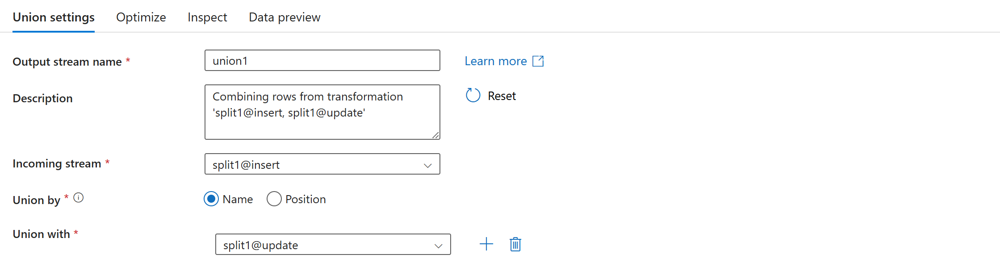 Union settings Optimize Inspect Data preview
Output stream name * union1 Learn more
Description Combining rows from transformation
'split1@insert, split1@update'
Reset
Incoming stream * split1@insert
Union by * Name Position
Union with * split1@update